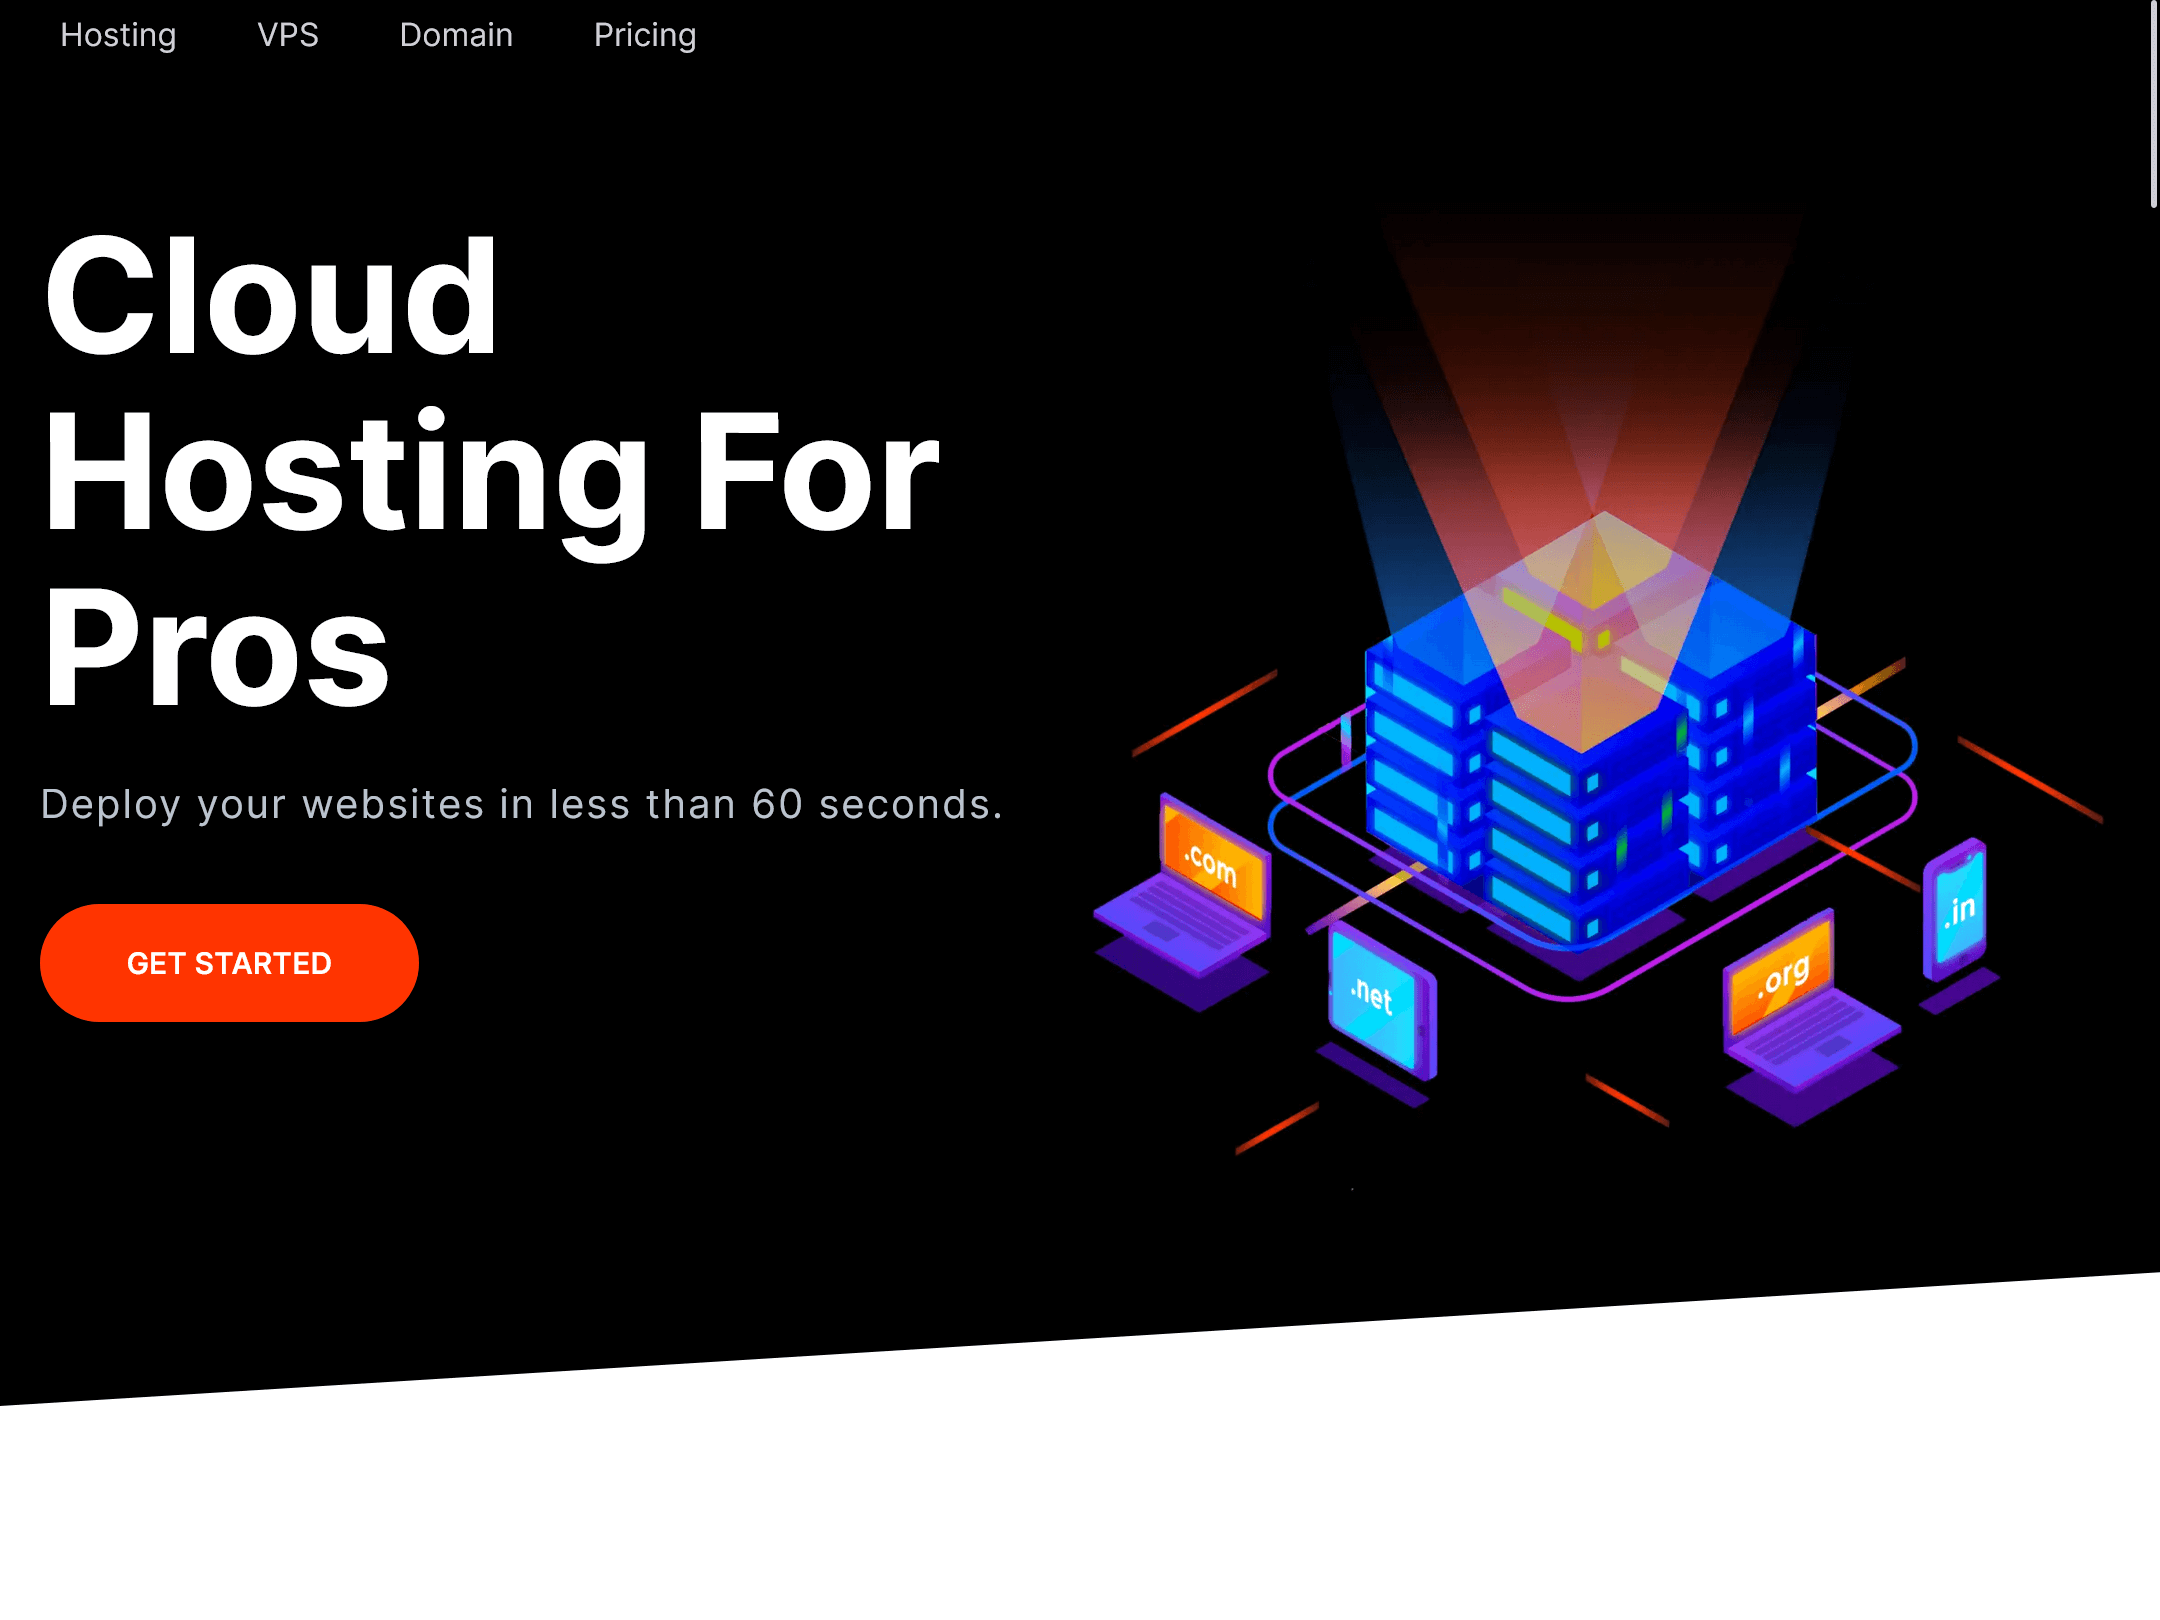 Hosting VPS Domain Pricing
Cloud
Hosting For
Pros
Deploy your websites in less than 60 seconds.
GET STARTED
.com
.net
.org
.in